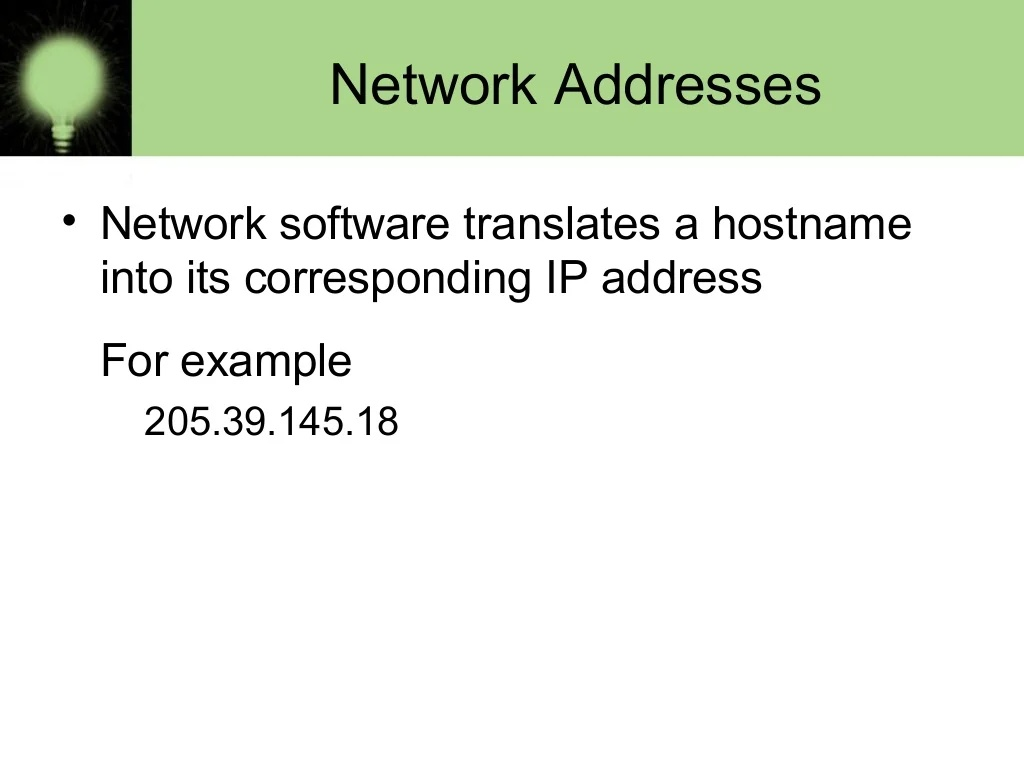 Network Addresses
• Network software translates a hostname
into its corresponding IP address
For example
205.39.145.18